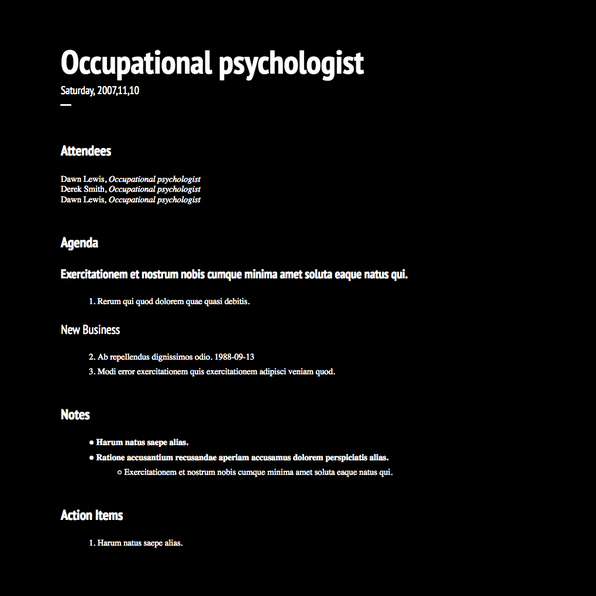 Occupational psychologist
Saturday, 2007,11,10
Attendees
Dawn Lewis, Occupational psychologist
Derek Smith, Occupational psychologist
Dawn Lewis, Occupational psychologist
Agenda
Exercitationem et nostrum nobis cumque minima amet soluta eaque natus qui.
1. Rerum qui quod dolorem quae quasi debitis.
New Business
2. Ab repellendus dignissimos odio. 1988-09-13
3. Modi error exercitationem quis exercitationem adipisci veniam quod.
Notes
● Harum natus saepe alias.
● Ratione accusantium recusandae aperiam accusamus dolorem perspiciatis alias.
○ Exercitationem et nostrum nobis cumque minima amet soluta eaque natus qui.
Action Items
1. Harum natus saepe alias.